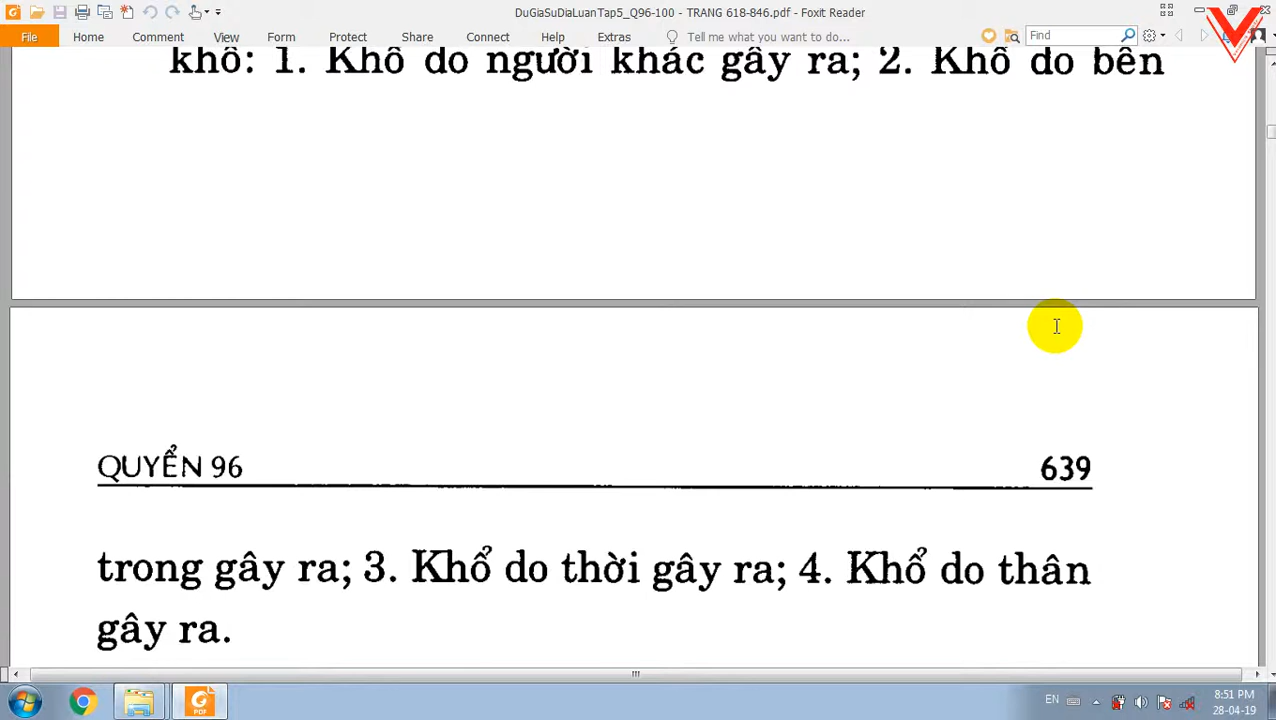 DuGiaSuDiaLuanTap5_Q96-100 - TRANG 618-846.pdf - Foxit Reader
File Home Comment View Form Protect Share Connect Help Extras Tell me what you want to do... Find
khổ: 1. Khổ do người khác gây ra; 2. Khổ do bên
QUYỂN 96 639
trong gây ra; 3. Khổ do thời gây ra; 4. Khổ do thân
gây ra.
PDF
EN 8:51 PM
28-04-19